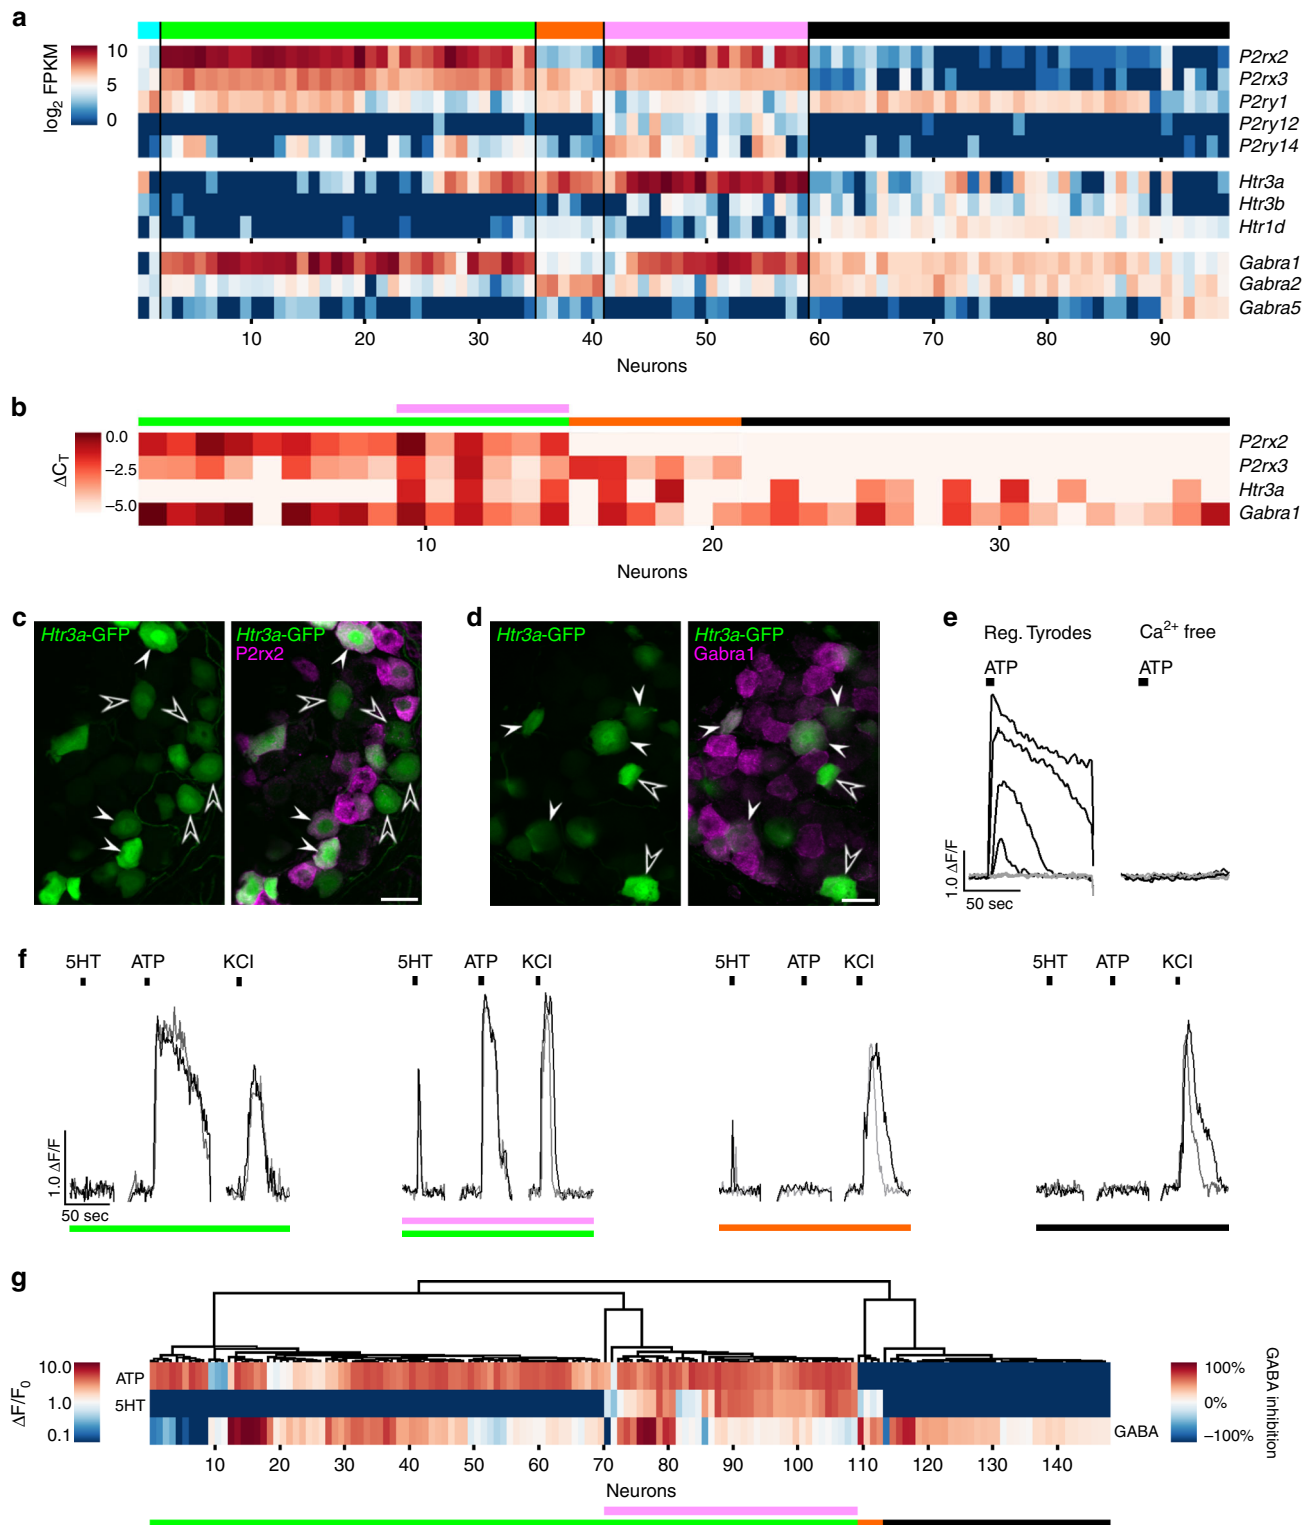 a
log2 FPKM
10
5
0
P2rx2
P2rx3
P2ry1
P2ry12
P2ry14
Htr3a
Htr3b
Htr1d
Gabra1
Gabra2
Gabra5
10 20 30 40 50 60 70 80 90
Neurons
b
ΔCT
0.0
–2.5
–5.0
P2rx2
P2rx3
Htr3a
Gabra1
10 20 30
Neurons
c
Htr3a-GFP
Htr3a-GFP
P2rx2
d
Htr3a-GFP
Htr3a-GFP
Gabra1
e
Reg. Tyrodes
Ca2+ free
ATP
ATP
1.0 ΔF/F
50 sec
f
5HT ATP KCl
5HT ATP KCl
5HT ATP KCl
5HT ATP KCl
1.0 ΔF/F
50 sec
g
ΔF/F0
10.0
1.0
0.1
ATP
5HT
GABA
100%
0%
–100%
GABA inhibition
10 20 30 40 50 60 70 80 90 100 110 120 130 140
Neurons